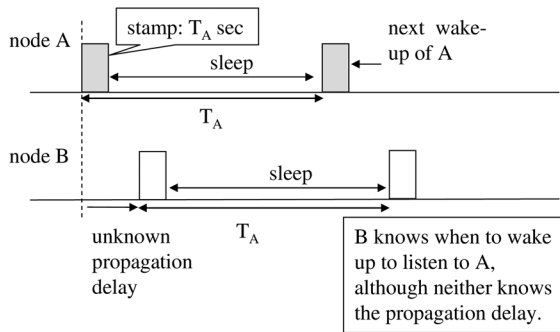 node A
stamp: T_A sec
sleep
next wake-
up of A
T_A
node B
sleep
T_A
unknown
propagation
delay
B knows when to wake
up to listen to A,
although neither knows
the propagation delay.